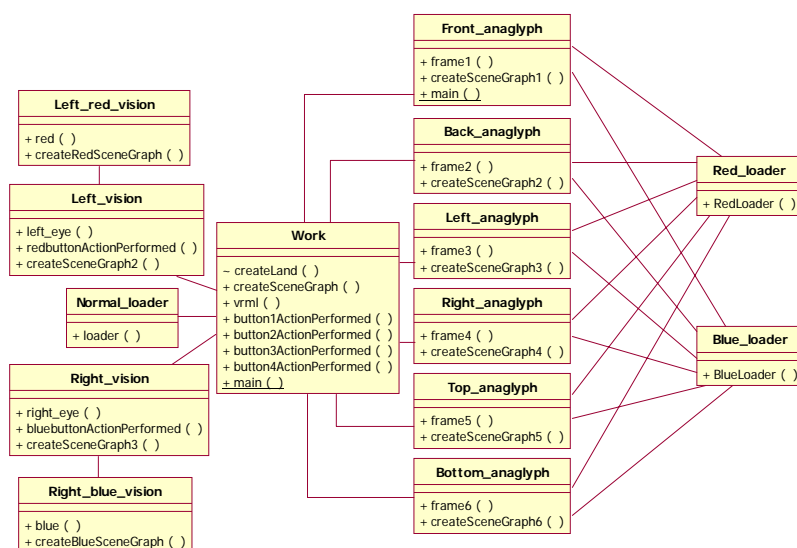 Front_anaglyph
+ frame1 ( )
+ createSceneGraph1 ( )
+ main ( )
Left_red_vision
+ red ( )
+ createRedSceneGraph ( )
Back_anaglyph
+ frame2 ( )
+ createSceneGraph2 ( )
Red_loader
+ RedLoader ( )
Left_vision
+ left_eye ( )
+ redbuttonActionPerformed ( )
+ createSceneGraph2 ( )
Work
~ createLand ( )
+ createSceneGraph ( )
+ vrml ( )
+ button1ActionPerformed ( )
+ button2ActionPerformed ( )
+ button3ActionPerformed ( )
+ button4ActionPerformed ( )
+ main ( )
Left_anaglyph
+ frame3 ( )
+ createSceneGraph3 ( )
Normal_loader
+ loader ( )
Right_anaglyph
+ frame4 ( )
+ createSceneGraph4 ( )
Blue_loader
+ BlueLoader ( )
Right_vision
+ right_eye ( )
+ bluebuttonActionPerformed ( )
+ createSceneGraph3 ( )
Top_anaglyph
+ frame5 ( )
+ createSceneGraph5 ( )
Bottom_anaglyph
+ frame6 ( )
+ createSceneGraph6 ( )
Right_blue_vision
+ blue ( )
+ createBlueSceneGraph ( )